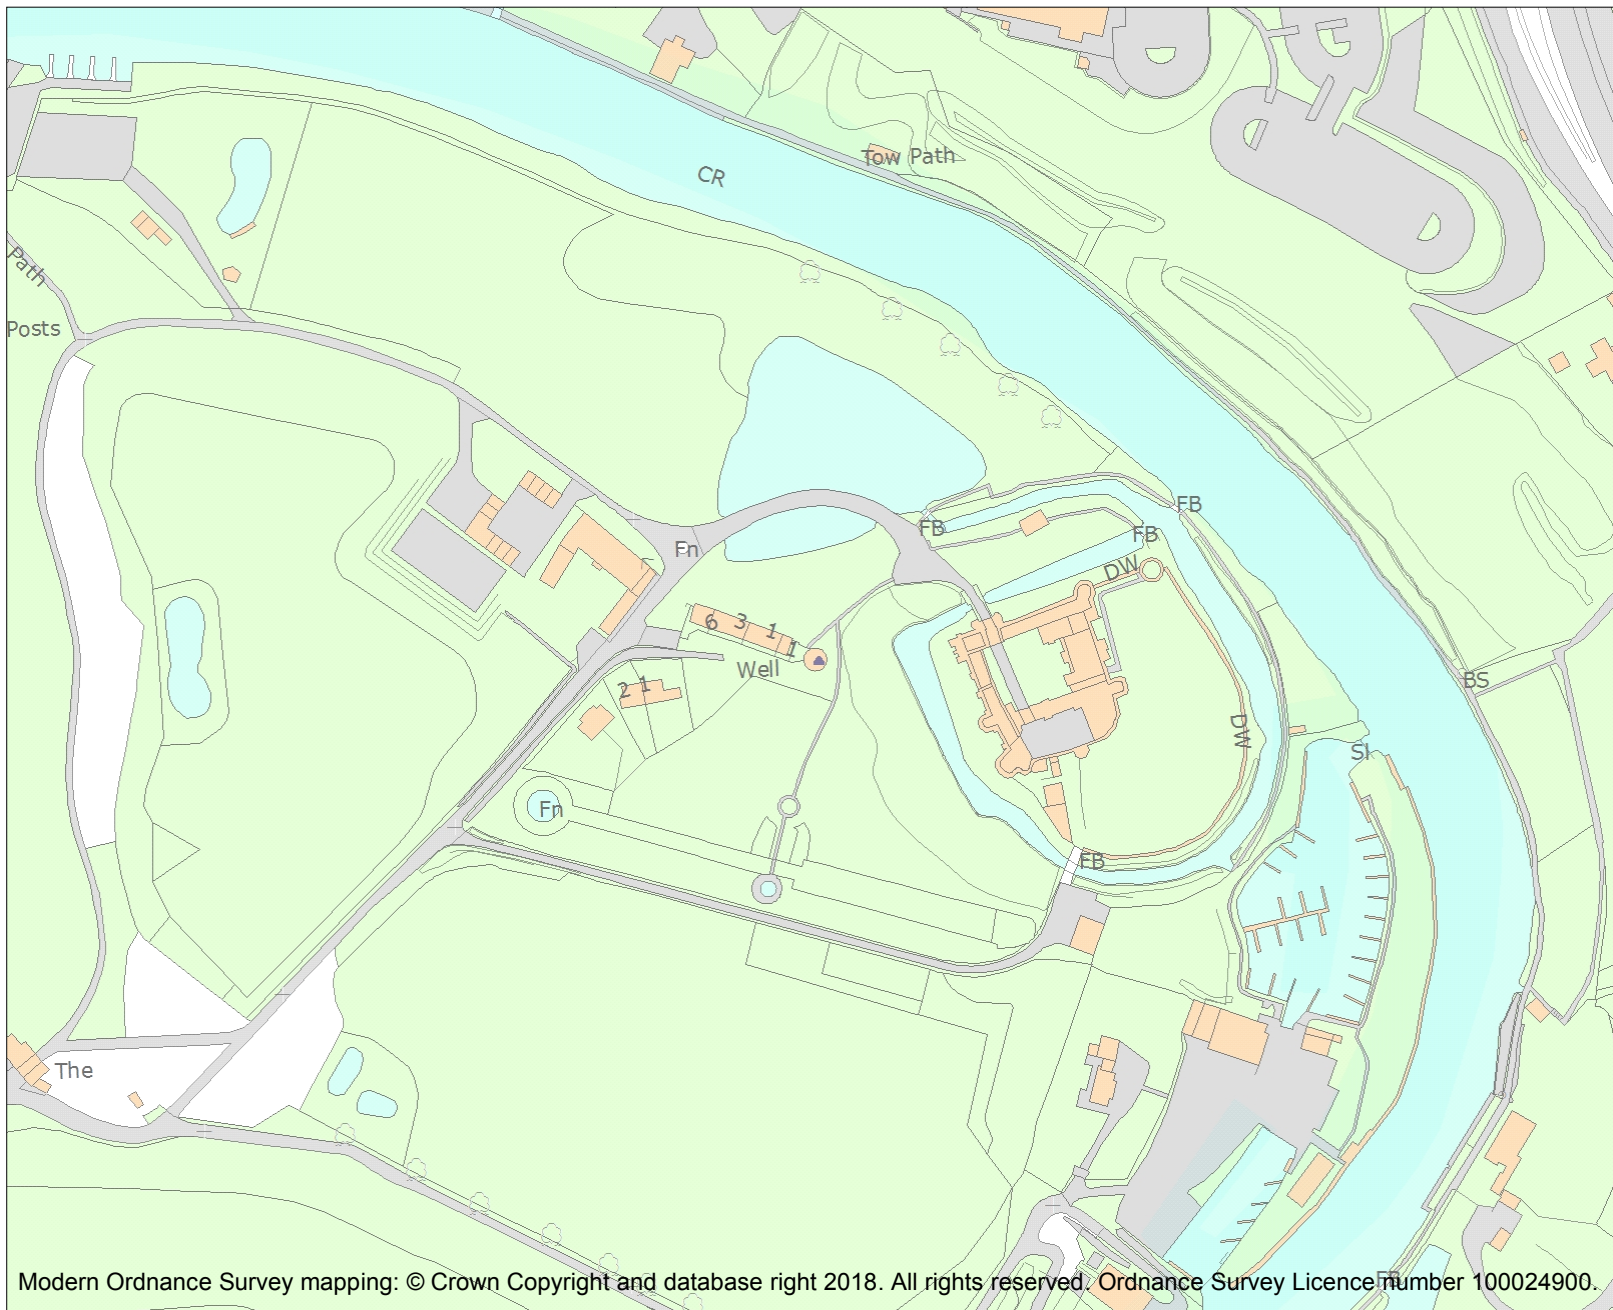 Tow Path
CR
Path
Posts
FB
FB
FB
Fn
DW
6 3 1 1
Well
BS
2 1
DW
Sl
Fn
FB
The
FB
Modern Ordnance Survey mapping: © Crown Copyright and database right 2018. All rights reserved. Ordnance Survey Licence number 100024900.